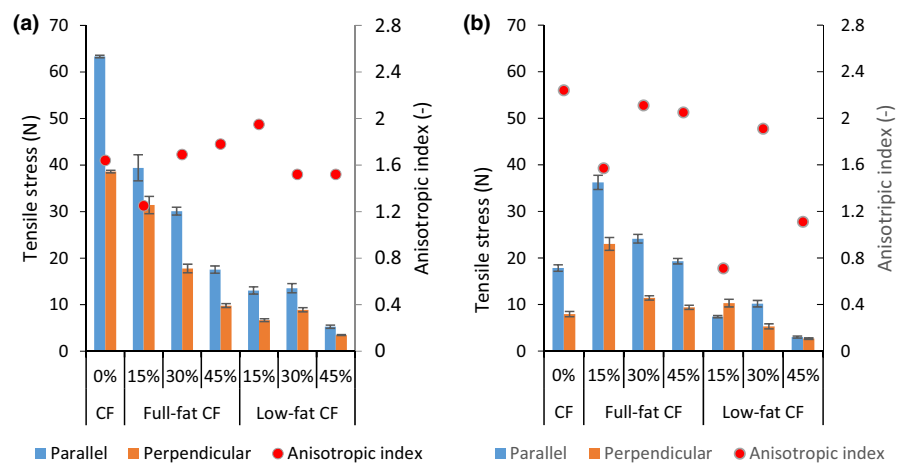 (a)
Tensile stress (N)
70
60
50
40
30
20
10
0
2.8
2.4
2
1.6
1.2
0.8
0.4
0
Anisotropic index (-)
0% 15% 30% 45% 15% 30% 45%
CF Full-fat CF Low-fat CF
Parallel Perpendicular Anisotropic index
(b)
Tensile stress (N)
70
60
50
40
30
20
10
0
2.8
2.4
2
1.6
1.2
0.8
0.4
0
Anisotripic index (-)
0% 15% 30% 45% 15% 30% 45%
CF Full-fat CF Low-fat CF
Parallel Perpendicular Anisotropic index